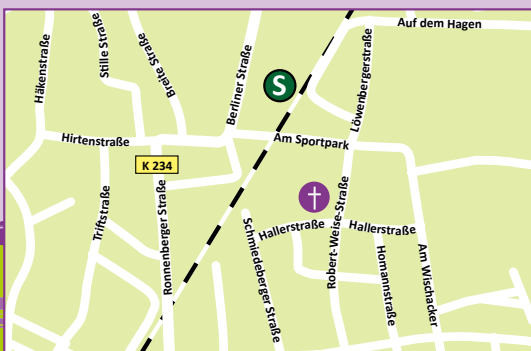 Auf dem Hagen
Häkenstraße
Stille Straße
Breite Straße
Berliner Straße
S
Löwenbergerstraße
Hirtenstraße
Am Sportpark
K 234
Triftstraße
Ronnenberger Straße
Schmiedeberger Straße
Hallerstraße
Robert-Weise-Straße
Hallerstraße
Homannstraße
Am Wischacker